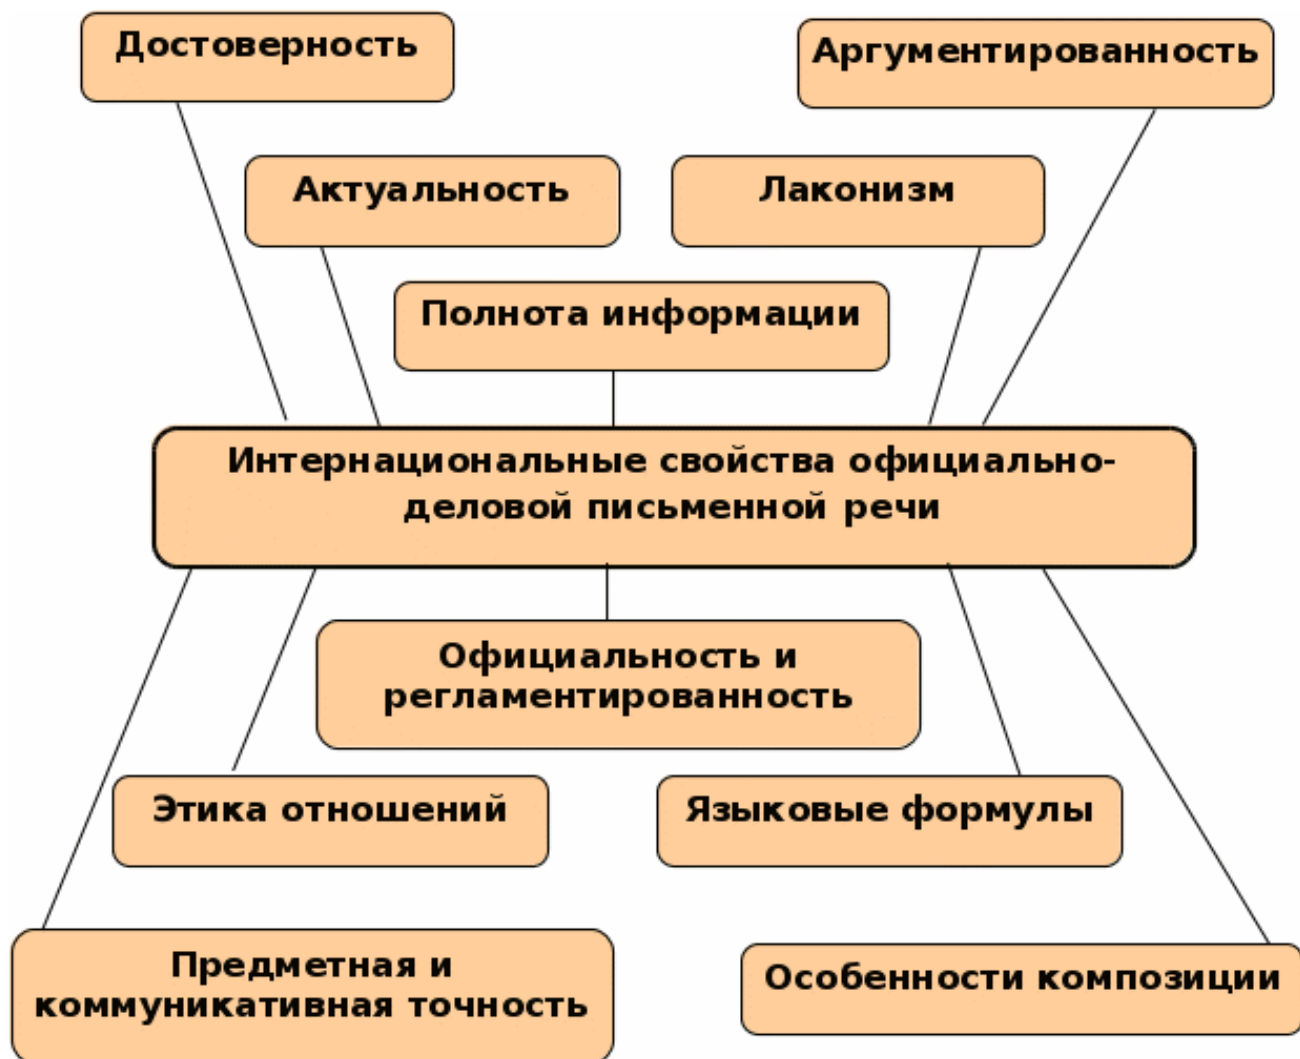 Достоверность
Аргументированность
Актуальность
Лаконизм
Полнота информации
Интернациональные свойства официально-
деловой письменной речи
Официальность и
регламентированность
Этика отношений
Языковые формулы
Предметная и
коммуникативная точность
Особенности композиции